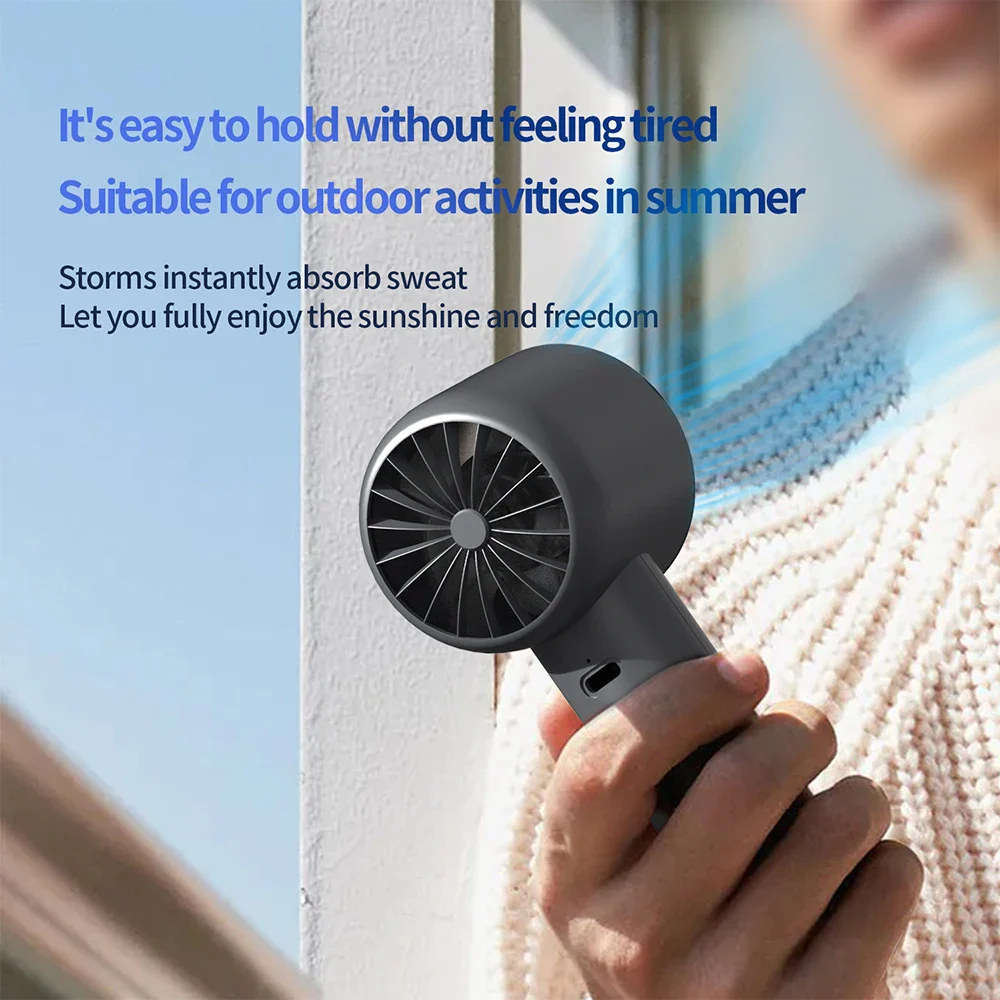 It's easy to hold without feeling tired
Suitable for outdoor activities in summer
Storms instantly absorb sweat
Let you fully enjoy the sunshine and freedom